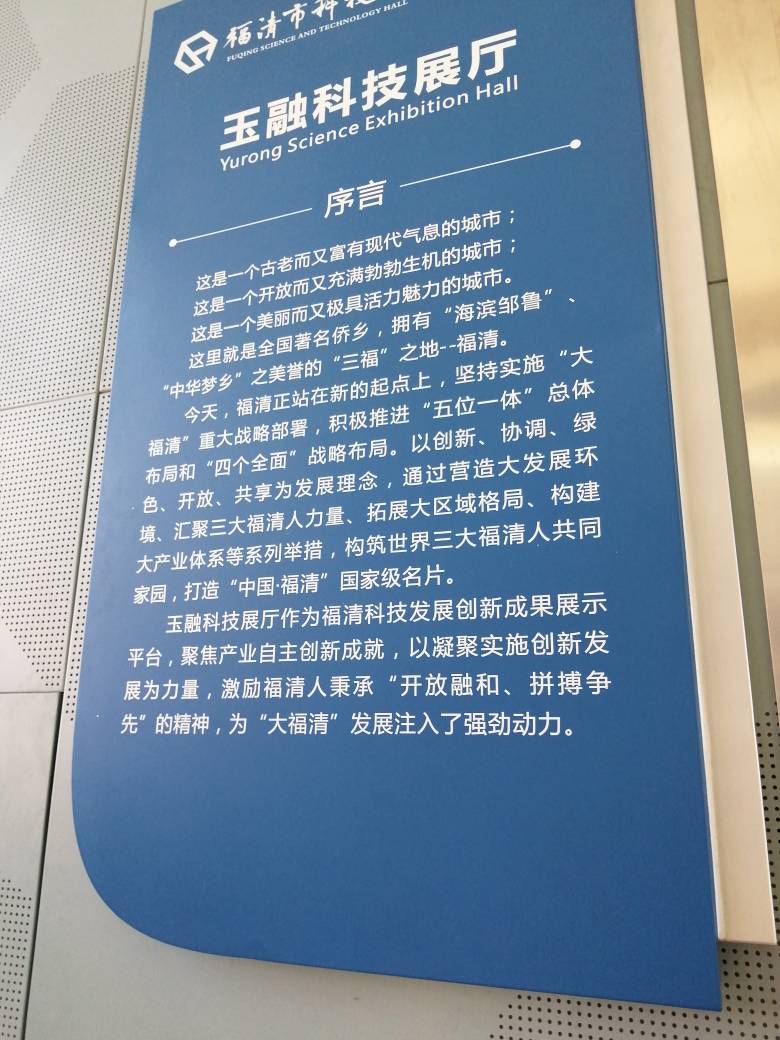 福清市科技
FUQING SCIENCE AND TECHNOLOGY HALL
玉融科技展厅
Yurong Science Exhibition Hall
序言
这是一个古老而又富有现代气息的城市；
这是一个开放而又充满勃勃生机的城市；
这是一个美丽而又极具活力魅力的城市。
这里就是全国著名侨乡，拥有“海滨邹鲁”、
“中华梦乡”之美誉的“三福”之地--福清。
今天，福清正站在新的起点上，坚持实施“大
福清”重大战略部署，积极推进“五位一体”总体
布局和“四个全面”战略布局。以创新、协调、绿
色、开放、共享为发展理念，通过营造大发展环
境、汇聚三大福清人力量、拓展大区域格局、构建
大产业体系等系列举措，构筑世界三大福清人共同
家园，打造“中国·福清”国家级名片。
玉融科技展厅作为福清科技发展创新成果展示
平台，聚焦产业自主创新成就，以凝聚实施创新发
展为力量，激励福清人秉承“开放融和、拼搏争
先”的精神，为“大福清”发展注入了强劲动力。